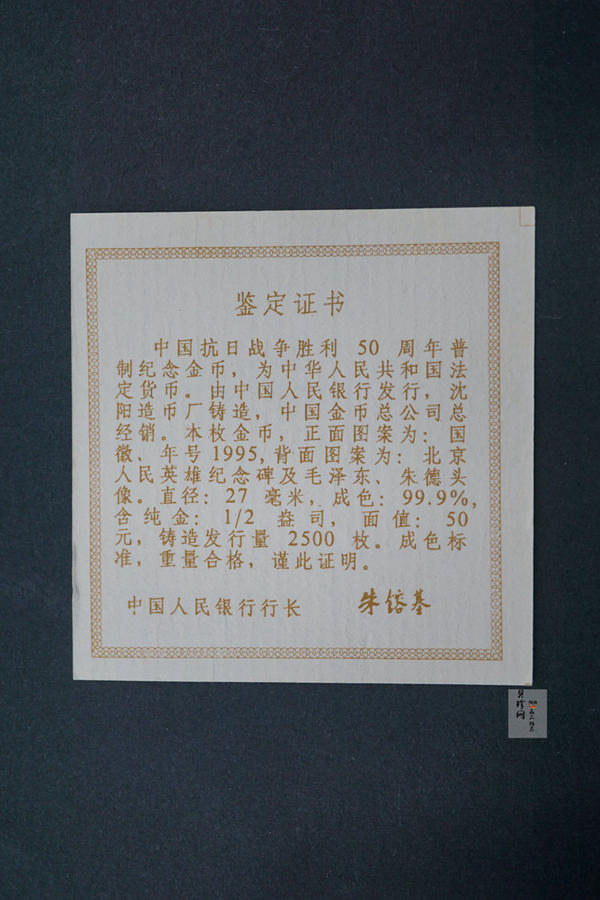 鉴定证书
中国抗日战争胜利 50 周年普
制纪念金币，为中华人民共和国法
定货币。由中国人民银行发行，沈
阳造币厂铸造，中国金币总公司总
经销。本枚金币，正面图案为：国
徽、年号1995,背面图案为：北京
人民英雄纪念碑及毛泽东、朱德头
像。直径：27 毫米，成色：99.9%,
含纯金：1/2 盎司，面值：50
元，铸造发行量 2500 枚。成色标
准，重量合格，谨此证明。
中国人民银行行长 朱镕基